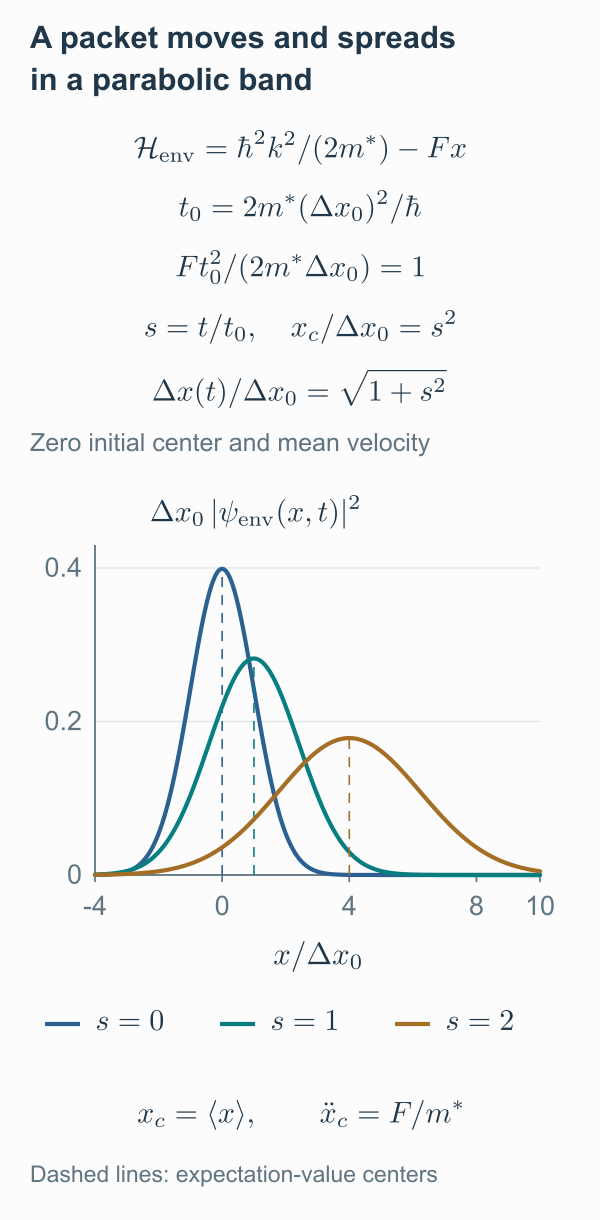 A packet moves and spreads
in a parabolic band
ℋ_env = ħ²k²/(2m*) − Fx
t₀ = 2m*(Δx₀)²/ħ
Ft₀²/(2m*Δx₀) = 1
s = t/t₀,    x_c/Δx₀ = s²
Δx(t)/Δx₀ = √(1 + s²)
Zero initial center and mean velocity
Δx₀ |ψ_env(x, t)|²
0.4
0.2
0
-4 0 4 8 10
x/Δx₀
s = 0    s = 1    s = 2
x_c = ⟨x⟩,    ẍ_c = F/m*
Dashed lines: expectation-value centers